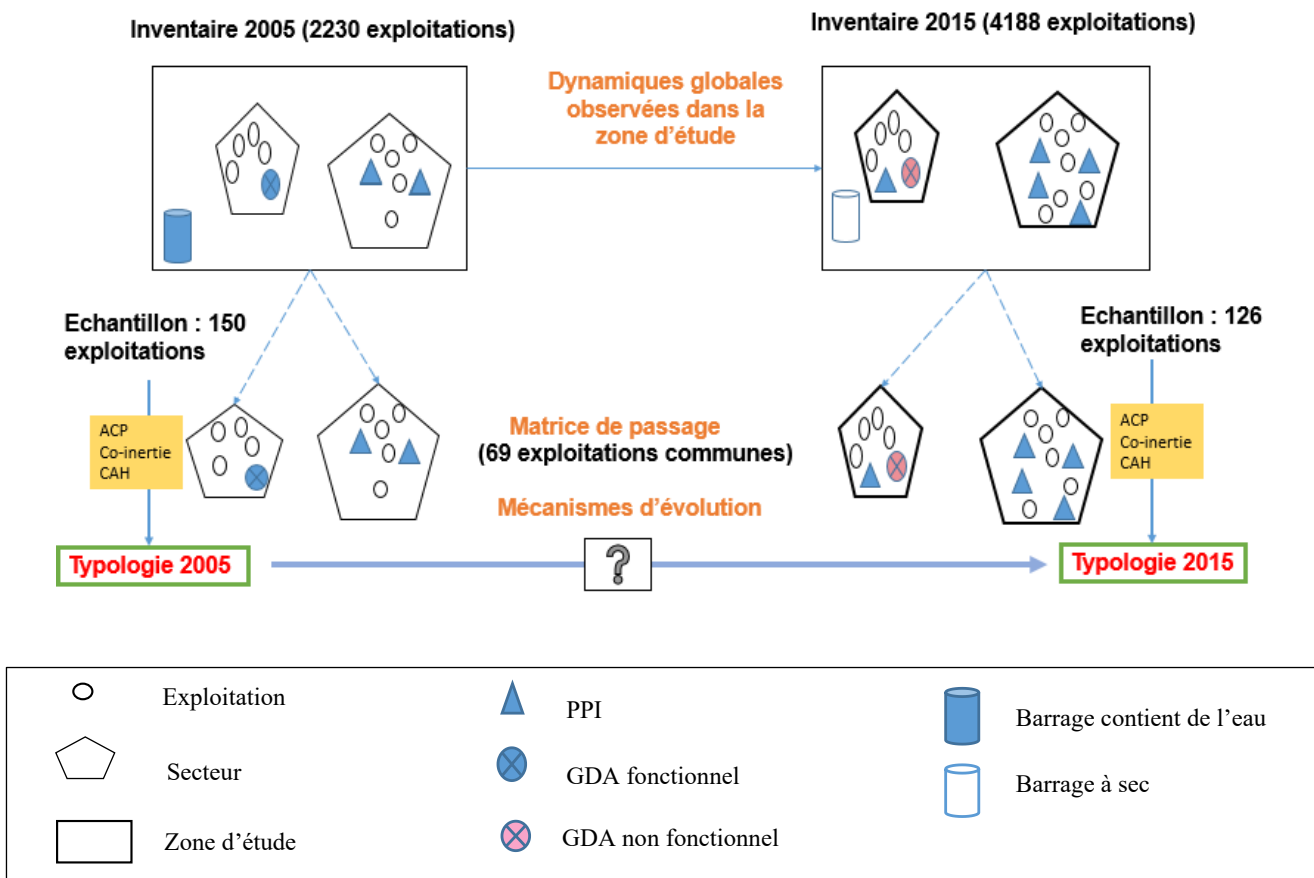 Inventaire 2005 (2230 exploitations)
Inventaire 2015 (4188 exploitations)
Dynamiques globales
observées dans la
zone d'étude
Echantillon : 150
exploitations
Echantillon : 126
exploitations
ACP
Co-inertie
CAH
Matrice de passage
(69 exploitations communes)
ACP
Co-inertie
CAH
Mécanismes d'évolution
Typologie 2005
?
Typologie 2015
Exploitation
PPI
Barrage contient de l'eau
Secteur
GDA fonctionnel
Barrage à sec
Zone d'étude
GDA non fonctionnel